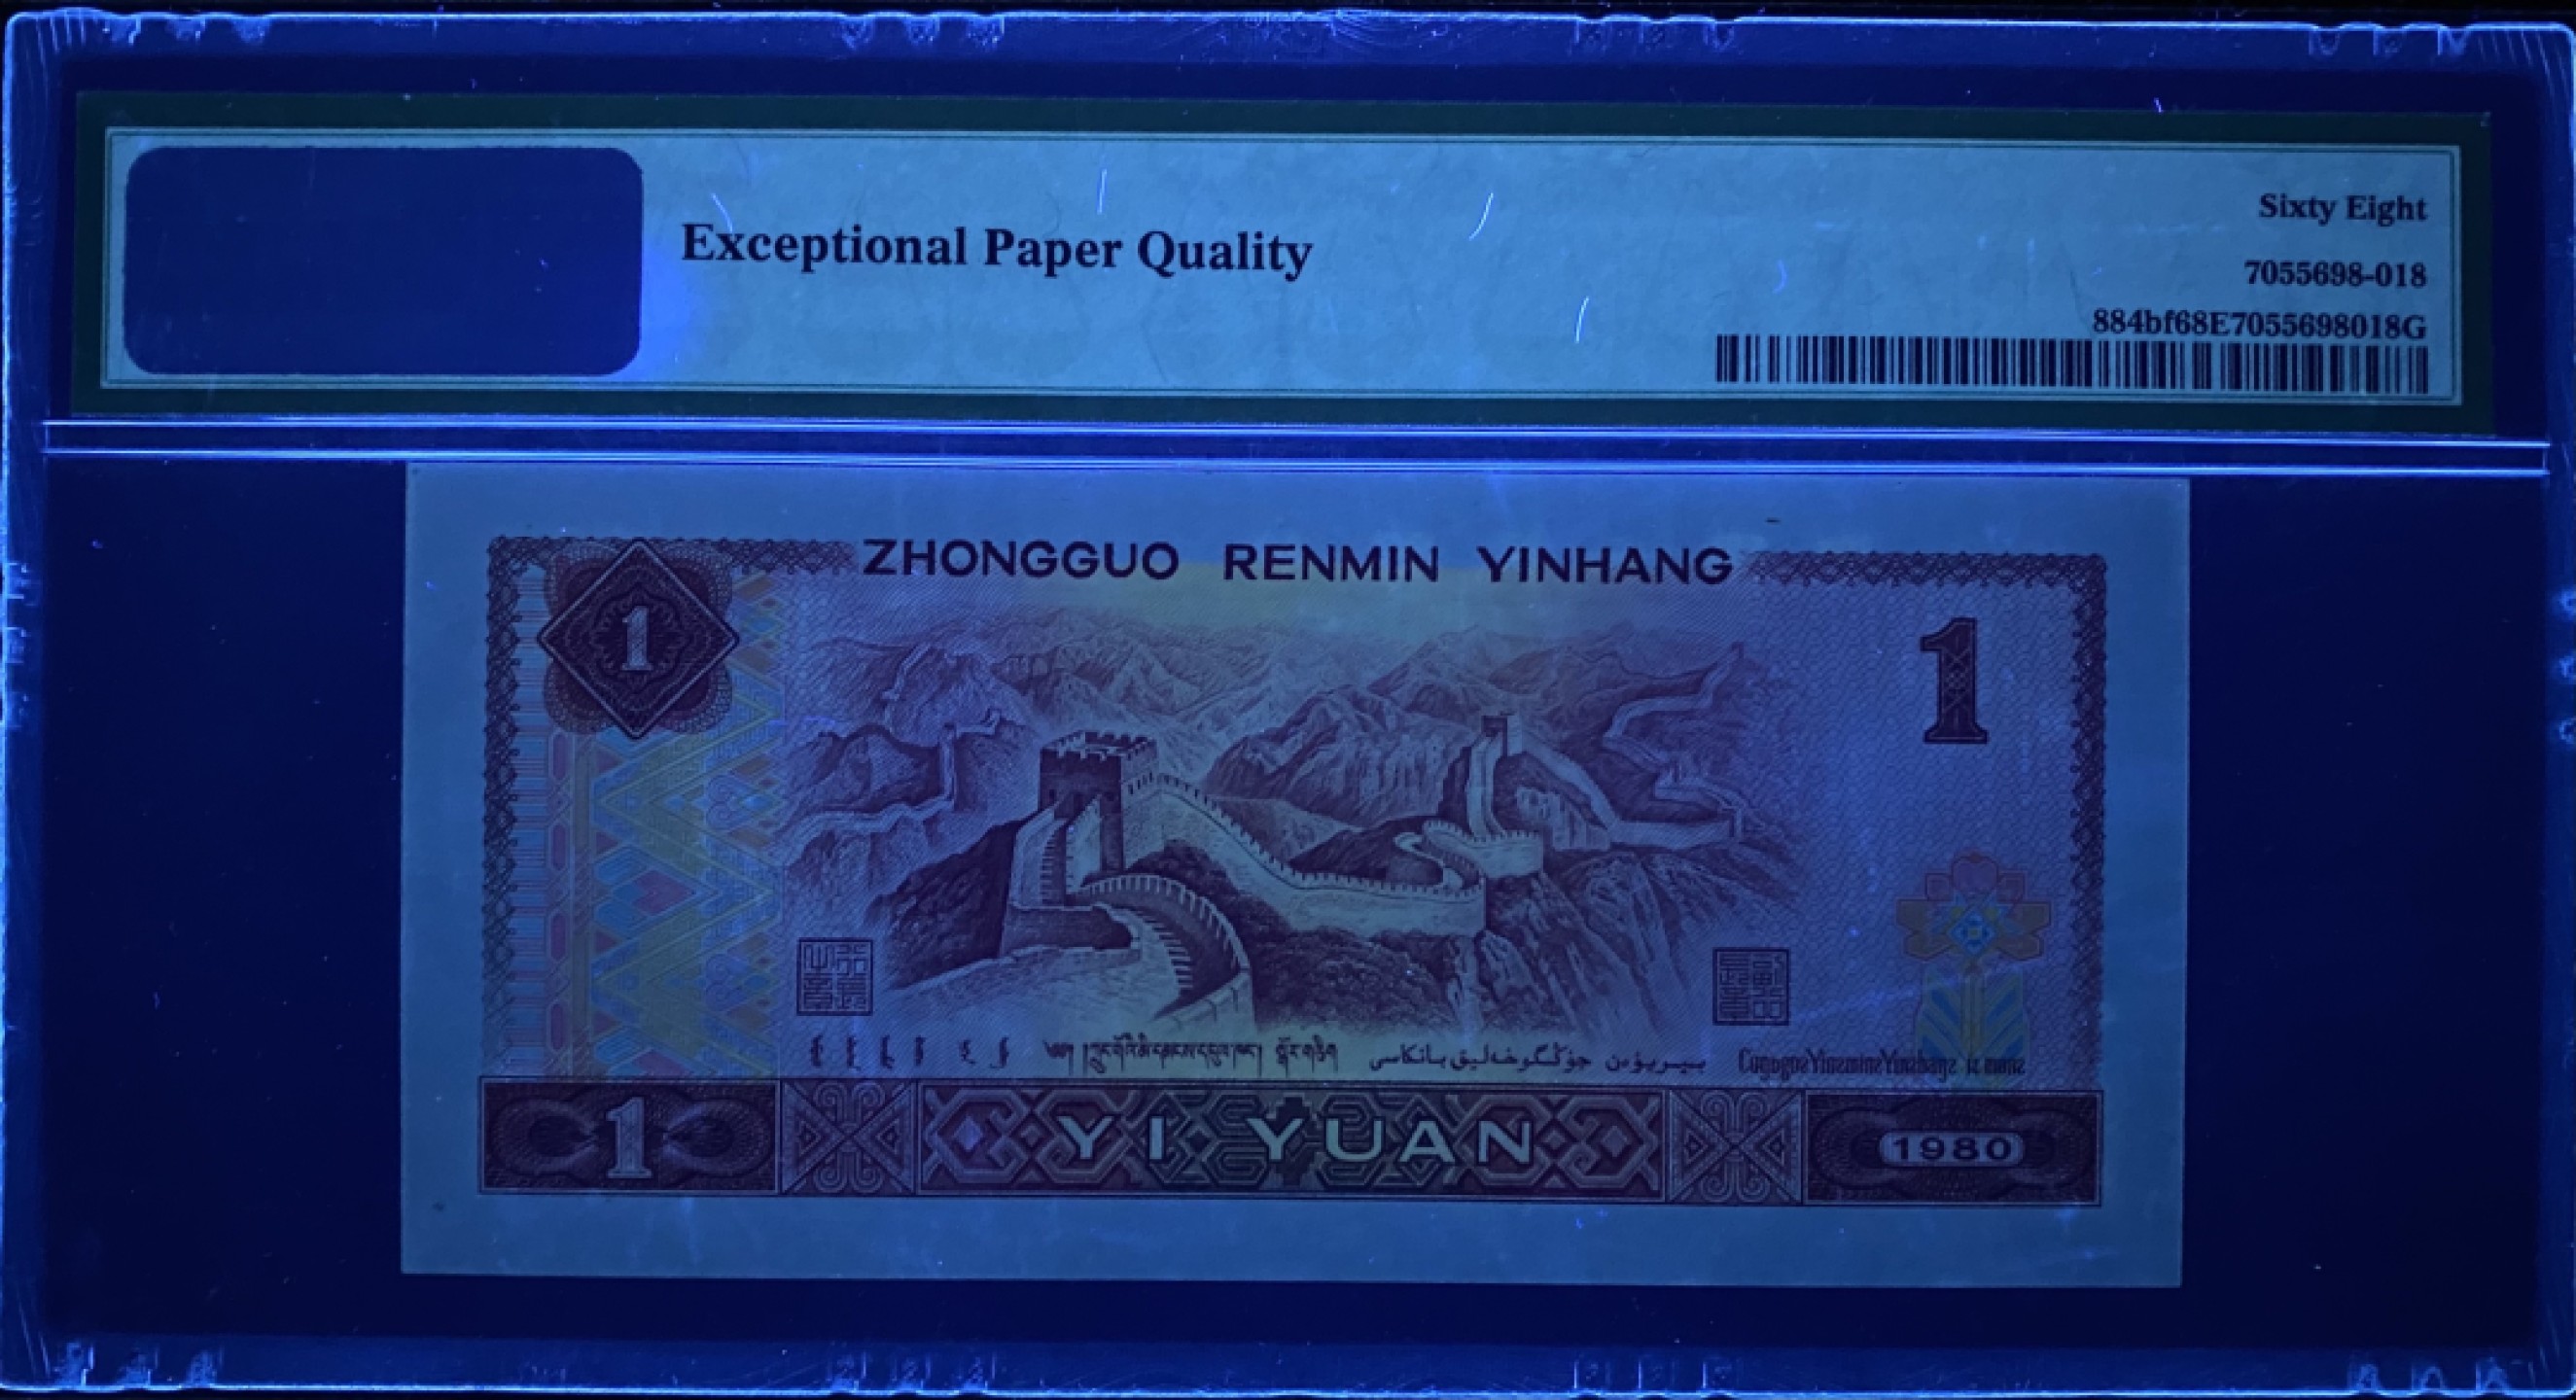 Exceptional Paper Quality
Sixty Eight
7055698-018
884bf68E7055698018G
ZHONGGUO RENMIN YINHANG
1
1
1
YI YUAN
1980